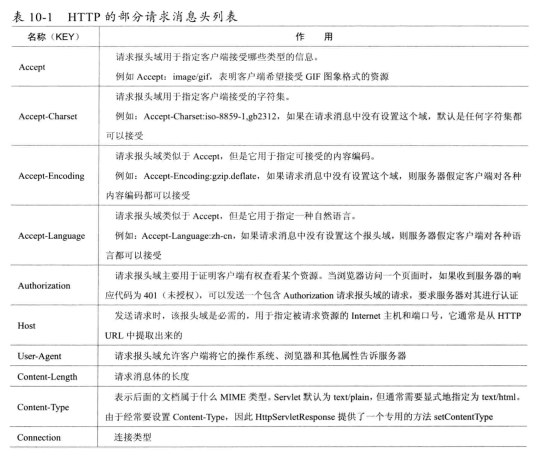 表 10-1 HTTP 的部分请求消息头列表
名称（KEY） 作 用
Accept
请求报头域用于指定客户端接受哪些类型的信息。
例如 Accept：image/gif，表明客户端希望接受 GIF 图象格式的资源
Accept-Charset
请求报头域用于指定客户端接受的字符集。
例如：Accept-Charset:iso-8859-1,gb2312，如果在请求消息中没有设置这个域，默认是任何字符集都
可以接受
Accept-Encoding
请求报头域类似于 Accept，但是它用于指定可接受的内容编码。
例如：Accept-Encoding:gzip.deflate，如果请求消息中没有设置这个域，则服务器假定客户端对各种
内容编码都可以接受
Accept-Language
请求报头域类似于 Accept，但是它用于指定一种自然语言。
例如：Accept-Language:zh-cn，如果请求消息中没有设置这个报头域，则服务器假定客户端对各种语
言都可以接受
Authorization
请求报头域主要用于证明客户端有权查看某个资源。当浏览器访问一个页面时，如果收到服务器的响
应代码为 401（未授权），可以发送一个包含 Authorization 请求报头域的请求，要求服务器对其进行认证
Host
发送请求时，该报头域是必需的，用于指定被请求资源的 Internet 主机和端口号，它通常是从 HTTP
URL 中提取出来的
User-Agent 请求报头域允许客户端将它的操作系统、浏览器和其他属性告诉服务器
Content-Length 请求消息体的长度
Content-Type
表示后面的文档属于什么 MIME 类型。Servlet 默认为 text/plain，但通常需要显式地指定为 text/html。
由于经常要设置 Content-Type，因此 HttpServletResponse 提供了一个专用的方法 setContentType
Connection 连接类型